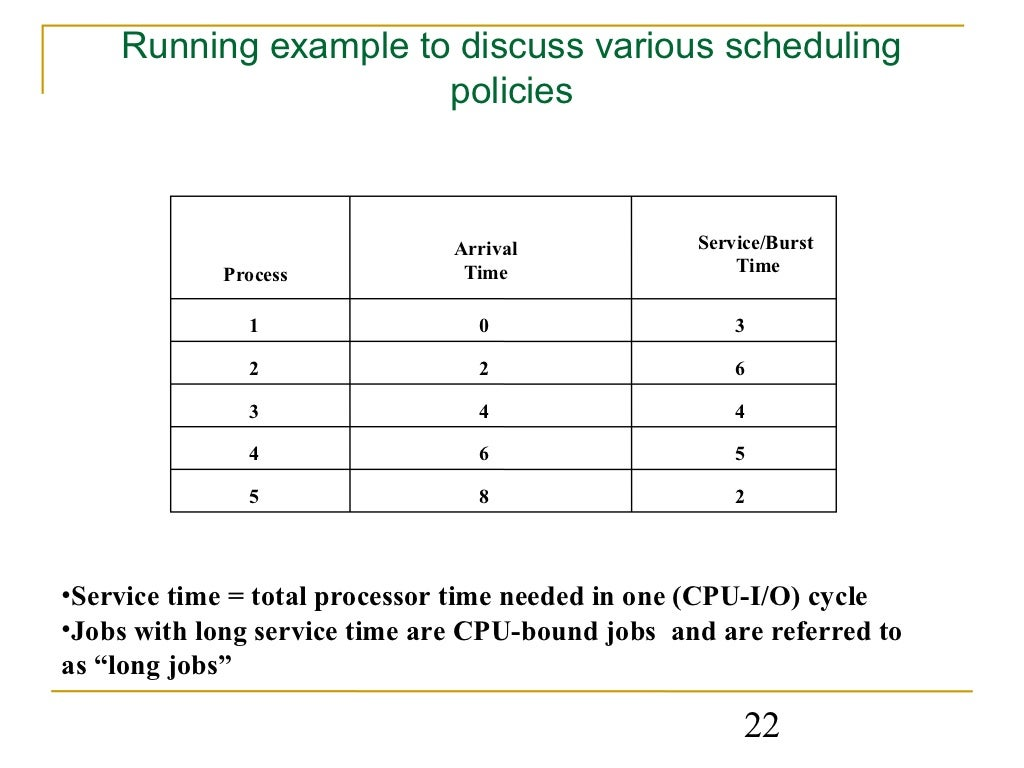 Running example to discuss various scheduling
policies
Process Arrival Time Service/Burst Time
1 0 3
2 2 6
3 4 4
4 6 5
5 8 2
•Service time = total processor time needed in one (CPU-I/O) cycle
•Jobs with long service time are CPU-bound jobs  and are referred to
as “long jobs”
22